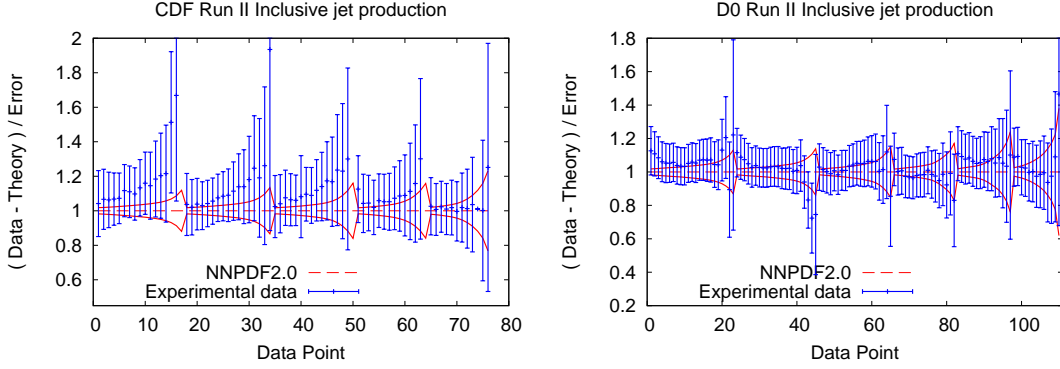 CDF Run II Inclusive jet production
( Data - Theory ) / Error
2
1.8
1.6
1.4
1.2
1
0.8
0.6
NNPDF2.0
Experimental data
0 10 20 30 40 50 60 70 80
Data Point
D0 Run II Inclusive jet production
( Data - Theory ) / Error
1.8
1.6
1.4
1.2
1
0.8
0.6
0.4
0.2
NNPDF2.0
Experimental data
0 20 40 60 80 100
Data Point